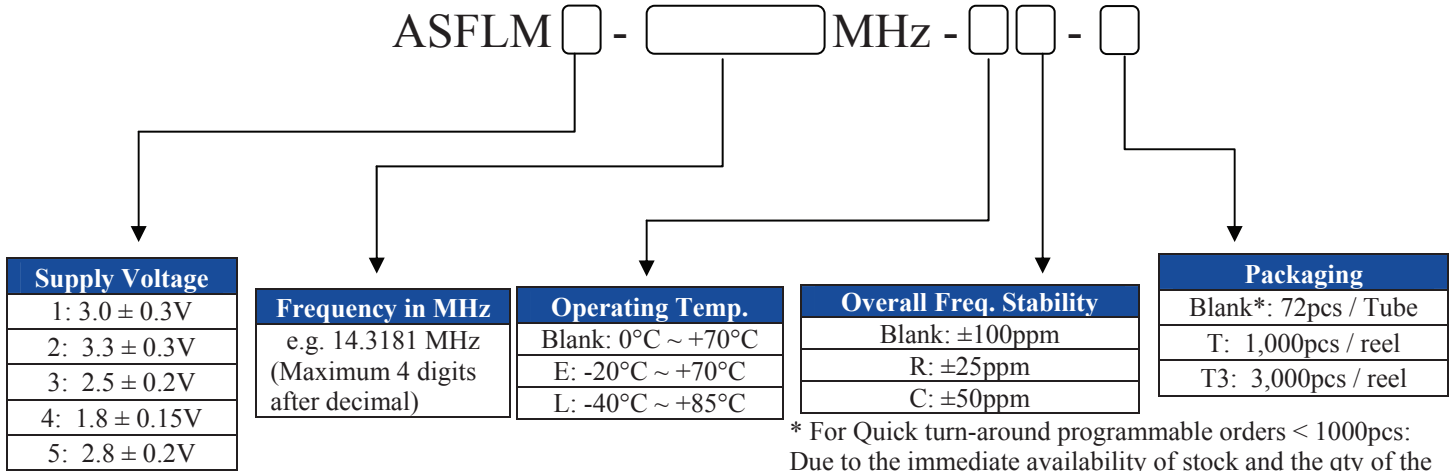 ASFLM - MHz - -
Supply Voltage
1: 3.0 ± 0.3V
2: 3.3 ± 0.3V
3: 2.5 ± 0.2V
4: 1.8 ± 0.15V
5: 2.8 ± 0.2V
Frequency in MHz
e.g. 14.3181 MHz
(Maximum 4 digits
after decimal)
Operating Temp.
Blank: 0°C ~ +70°C
E: -20°C ~ +70°C
L: -40°C ~ +85°C
Overall Freq. Stability
Blank: ±100ppm
R: ±25ppm
C: ±50ppm
Packaging
Blank*: 72pcs / Tube
T: 1,000pcs / reel
T3: 3,000pcs / reel
* For Quick turn-around programmable orders < 1000pcs:
Due to the immediate availability of stock and the qty of the